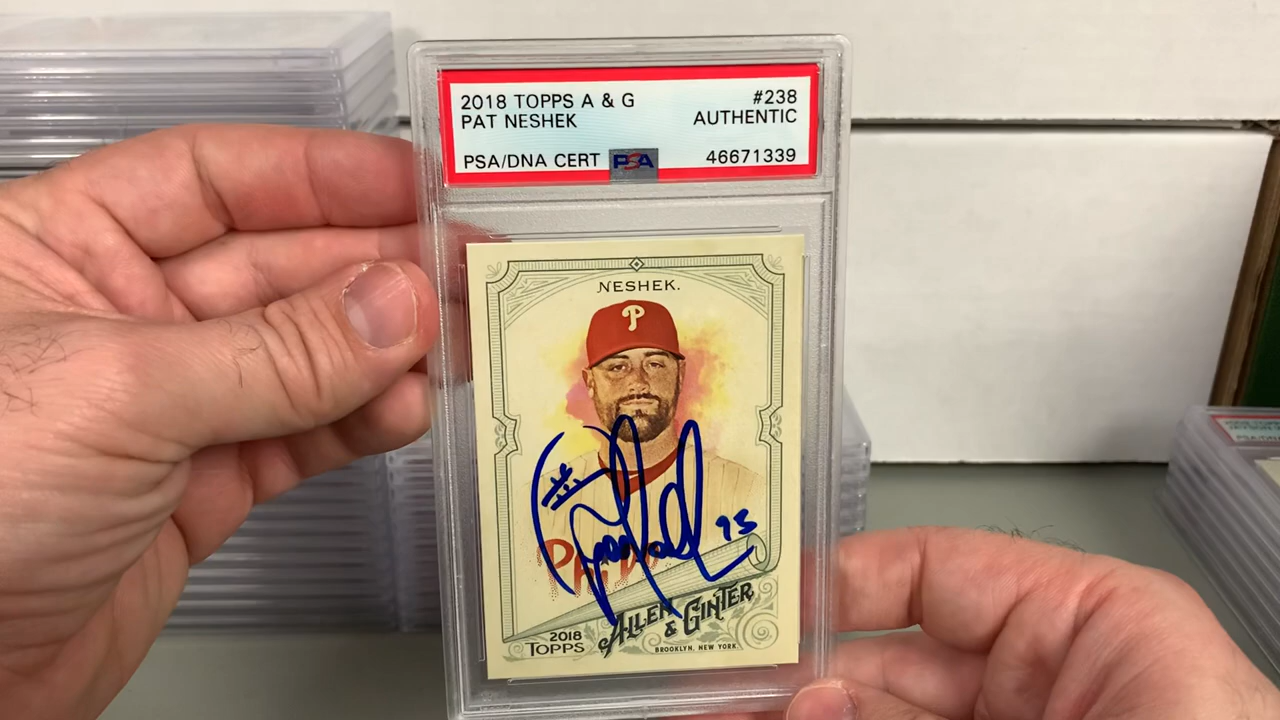 2018 TOPPS A & G #238
PAT NESHEK AUTHENTIC
PSA/DNA CERT PSA 46671339
NESHEK.
P
93
2018
TOPPS
ALLEN
& GINTER
BROOKLYN, NEW YORK